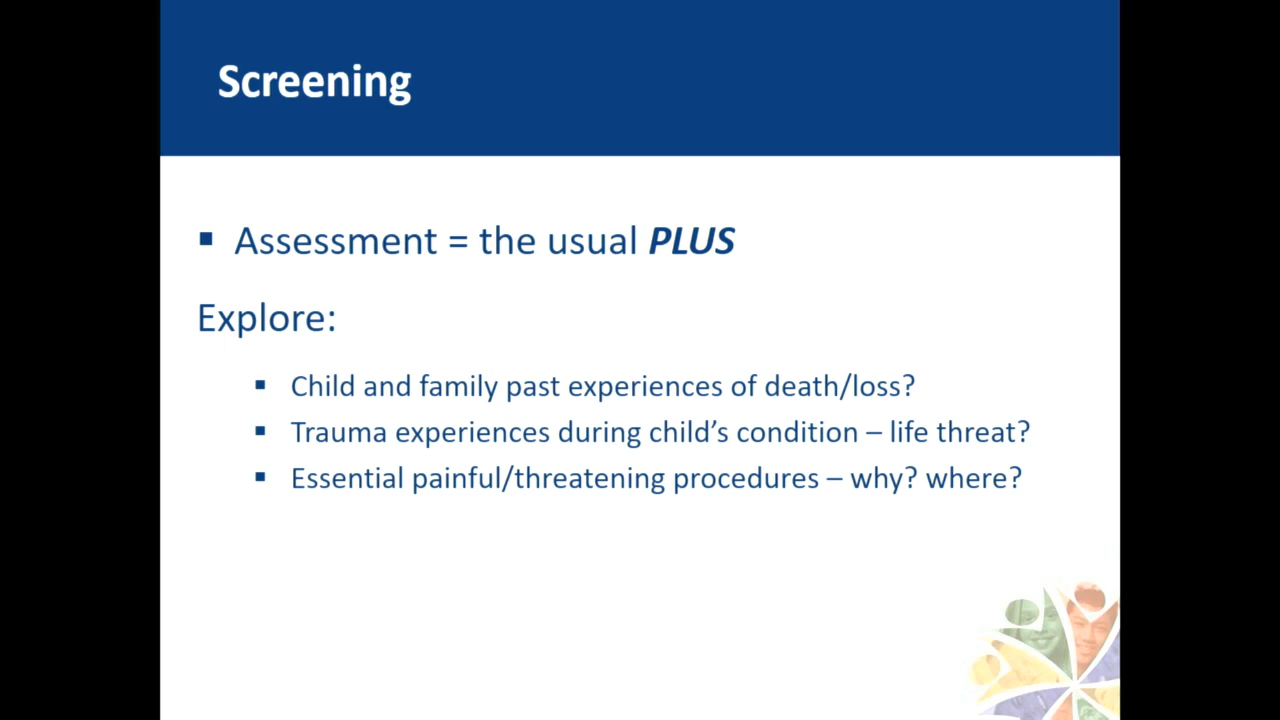 Screening
▪ Assessment = the usual PLUS
Explore:
▪ Child and family past experiences of death/loss?
▪ Trauma experiences during child’s condition – life threat?
▪ Essential painful/threatening procedures – why? where?